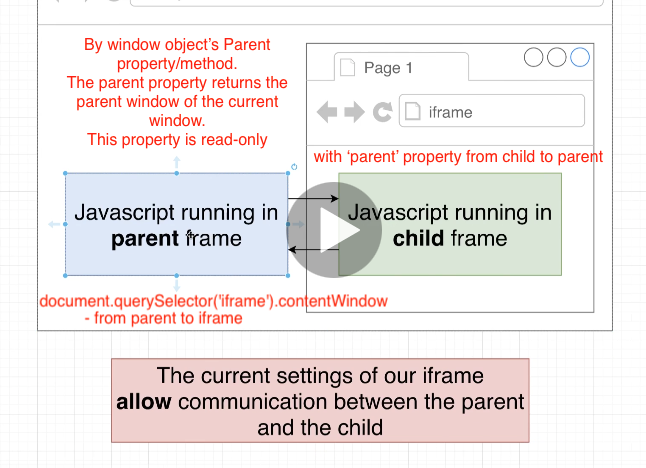 By window object's Parent
property/method.
The parent property returns the
parent window of the current
window.
This property is read-only
Page 1
iframe
with 'parent' property from child to parent
Javascript running in
parent frame
Javascript running in
child frame
document.querySelector('iframe').contentWindow
- from parent to iframe
The current settings of our iframe
allow communication between the parent
and the child